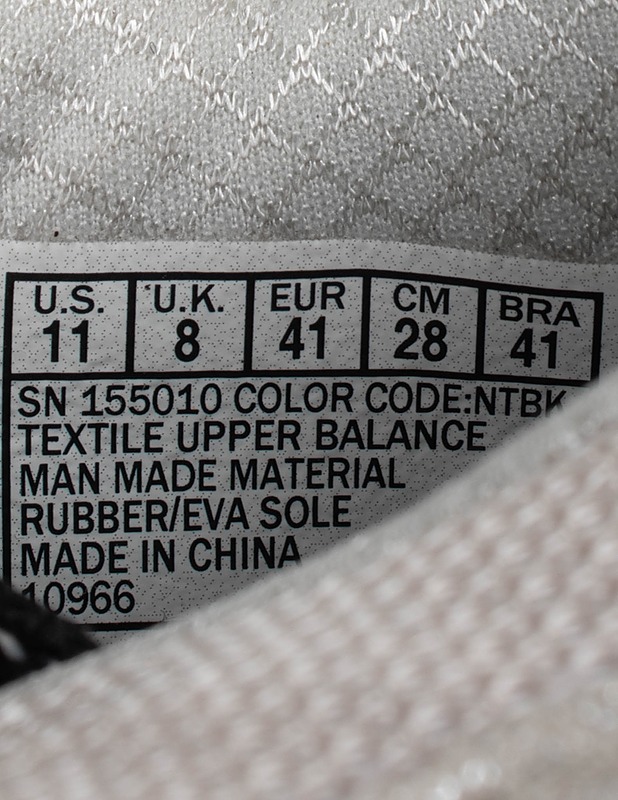 U.S. U.K. EUR CM BRA
11 8 41 28 41
SN 155010 COLOR CODE:NTBK
TEXTILE UPPER BALANCE
MAN MADE MATERIAL
RUBBER/EVA SOLE
MADE IN CHINA
10966